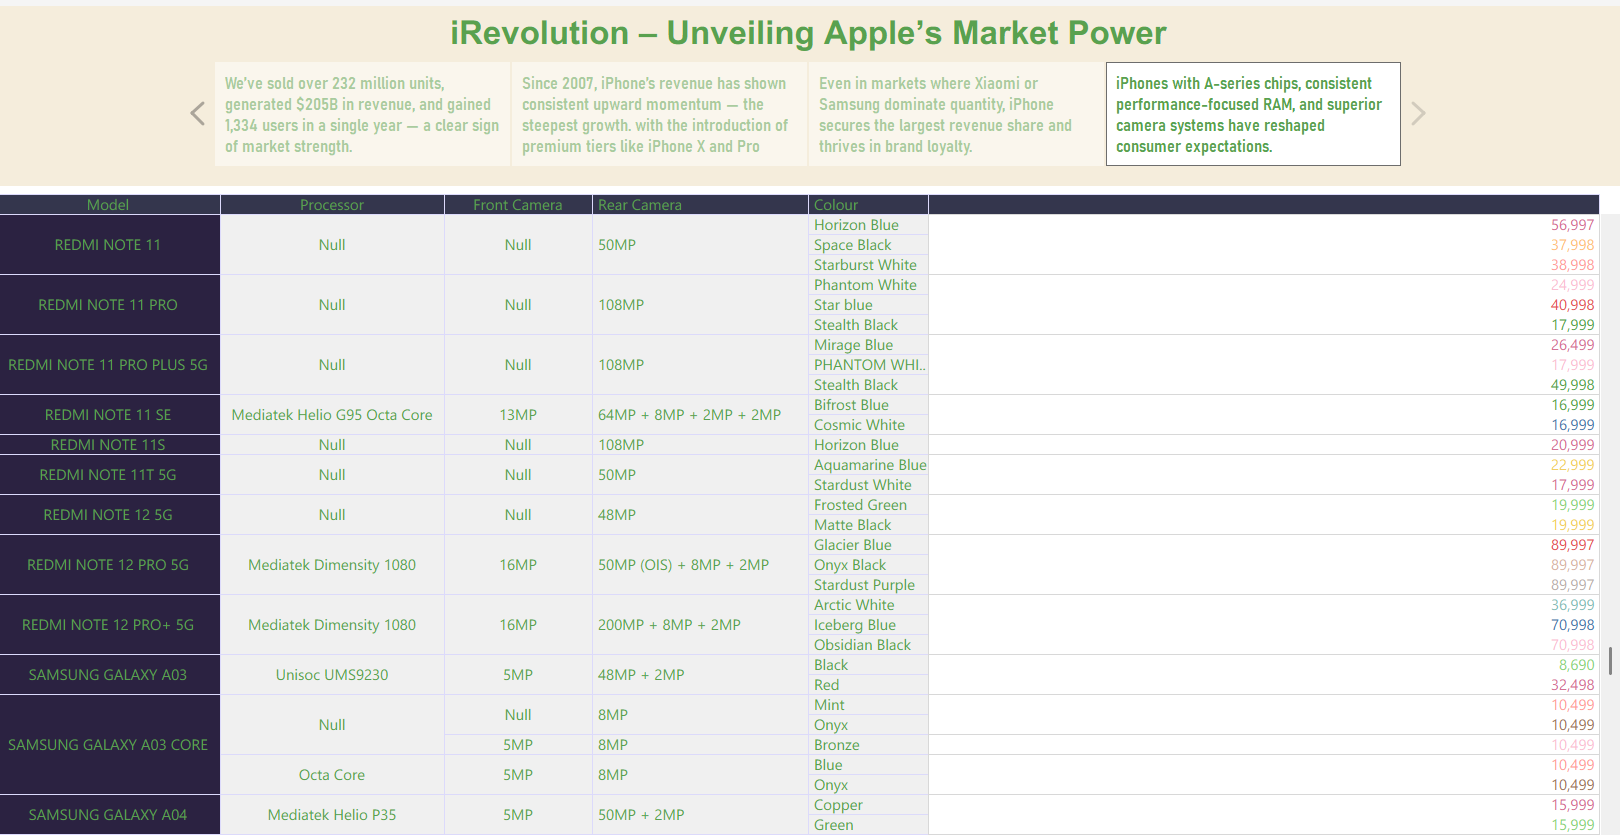 iRevolution – Unveiling Apple's Market Power
We've sold over 232 million units,
generated $205B in revenue, and gained
1,334 users in a single year — a clear sign
of market strength.
Since 2007, iPhone's revenue has shown
consistent upward momentum — the
steepest growth. with the introduction of
premium tiers like iPhone X and Pro
Even in markets where Xiaomi or
Samsung dominate quantity, iPhone
secures the largest revenue share and
thrives in brand loyalty.
iPhones with A-series chips, consistent
performance-focused RAM, and superior
camera systems have reshaped
consumer expectations.
Model Processor Front Camera Rear Camera Colour
REDMI NOTE 11 Null Null 50MP Horizon Blue 56,997
Space Black 37,998
Starburst White 38,998
REDMI NOTE 11 PRO Null Null 108MP Phantom White 24,999
Star blue 40,998
Stealth Black 17,999
REDMI NOTE 11 PRO PLUS 5G Null Null 108MP Mirage Blue 26,499
PHANTOM WHI.. 17,999
Stealth Black 49,998
REDMI NOTE 11 SE Mediatek Helio G95 Octa Core 13MP 64MP + 8MP + 2MP + 2MP Bifrost Blue 16,999
Cosmic White 16,999
REDMI NOTE 11S Null Null 108MP Horizon Blue 20,999
REDMI NOTE 11T 5G Null Null 50MP Aquamarine Blue 22,999
Stardust White 17,999
REDMI NOTE 12 5G Null Null 48MP Frosted Green 19,999
Matte Black 19,999
REDMI NOTE 12 PRO 5G Mediatek Dimensity 1080 16MP 50MP (OIS) + 8MP + 2MP Glacier Blue 89,997
Onyx Black 89,997
Stardust Purple 89,997
REDMI NOTE 12 PRO+ 5G Mediatek Dimensity 1080 16MP 200MP + 8MP + 2MP Arctic White 36,999
Iceberg Blue 70,998
Obsidian Black 70,998
SAMSUNG GALAXY A03 Unisoc UMS9230 5MP 48MP + 2MP Black 8,690
Red 32,498
SAMSUNG GALAXY A03 CORE Null Null 8MP Mint 10,499
Onyx 10,499
5MP 8MP Bronze 10,499
Octa Core 5MP 8MP Blue 10,499
Onyx 10,499
SAMSUNG GALAXY A04 Mediatek Helio P35 5MP 50MP + 2MP Copper 15,999
Green 15,999